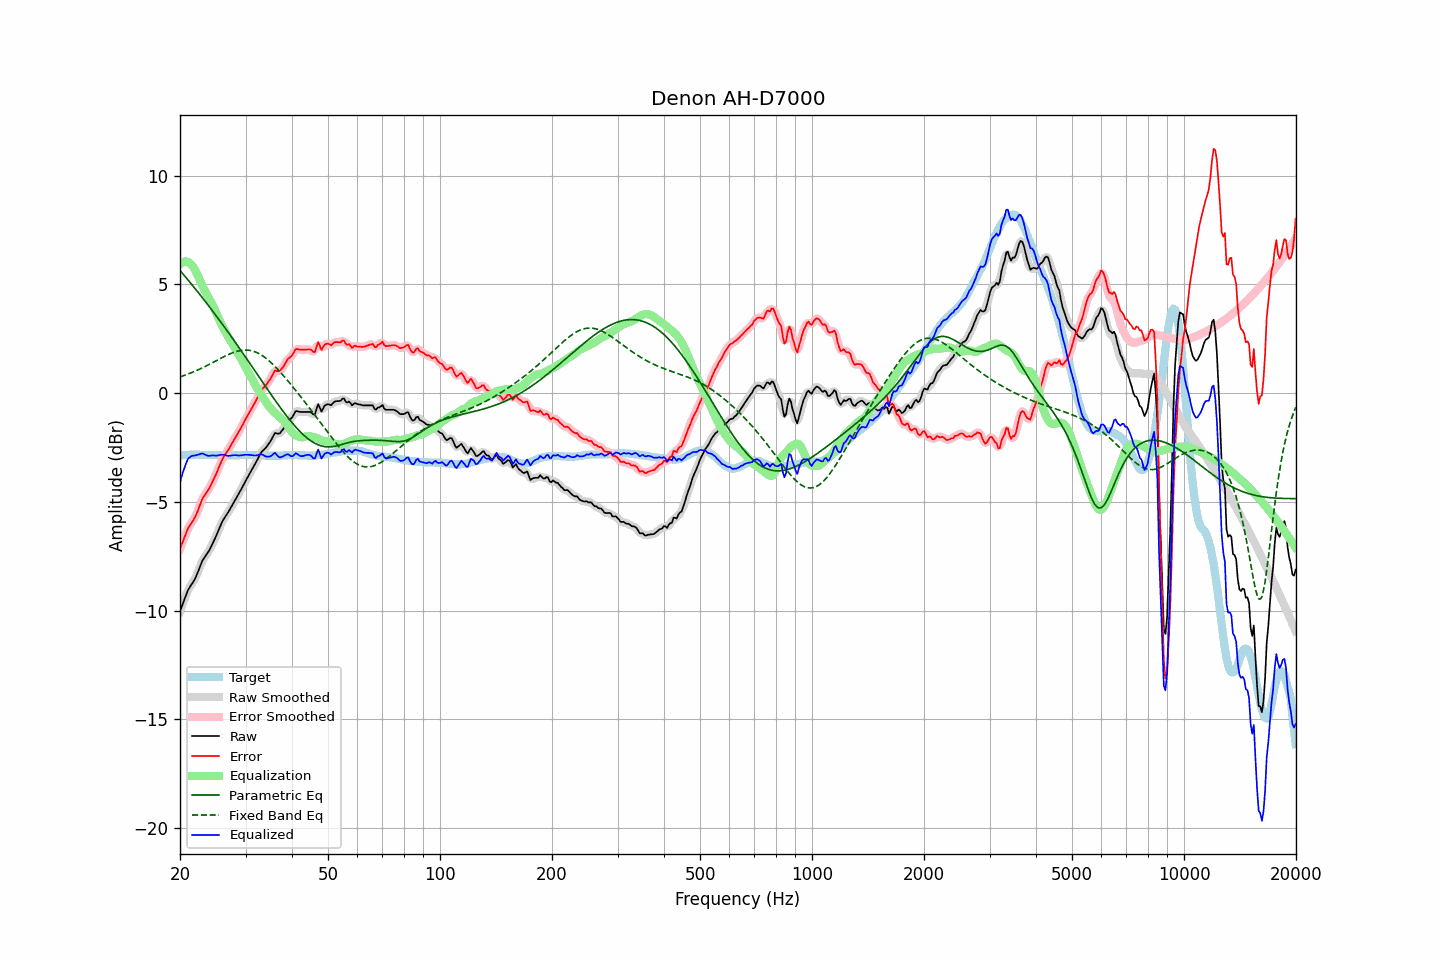 Denon AH-D7000
Amplitude (dBr)
10
5
0
−5
−10
−15
−20
Target
Raw Smoothed
Error Smoothed
Raw
Error
Equalization
Parametric Eq
Fixed Band Eq
Equalized
20 50 100 200 500 1000 2000 5000 10000 20000
Frequency (Hz)